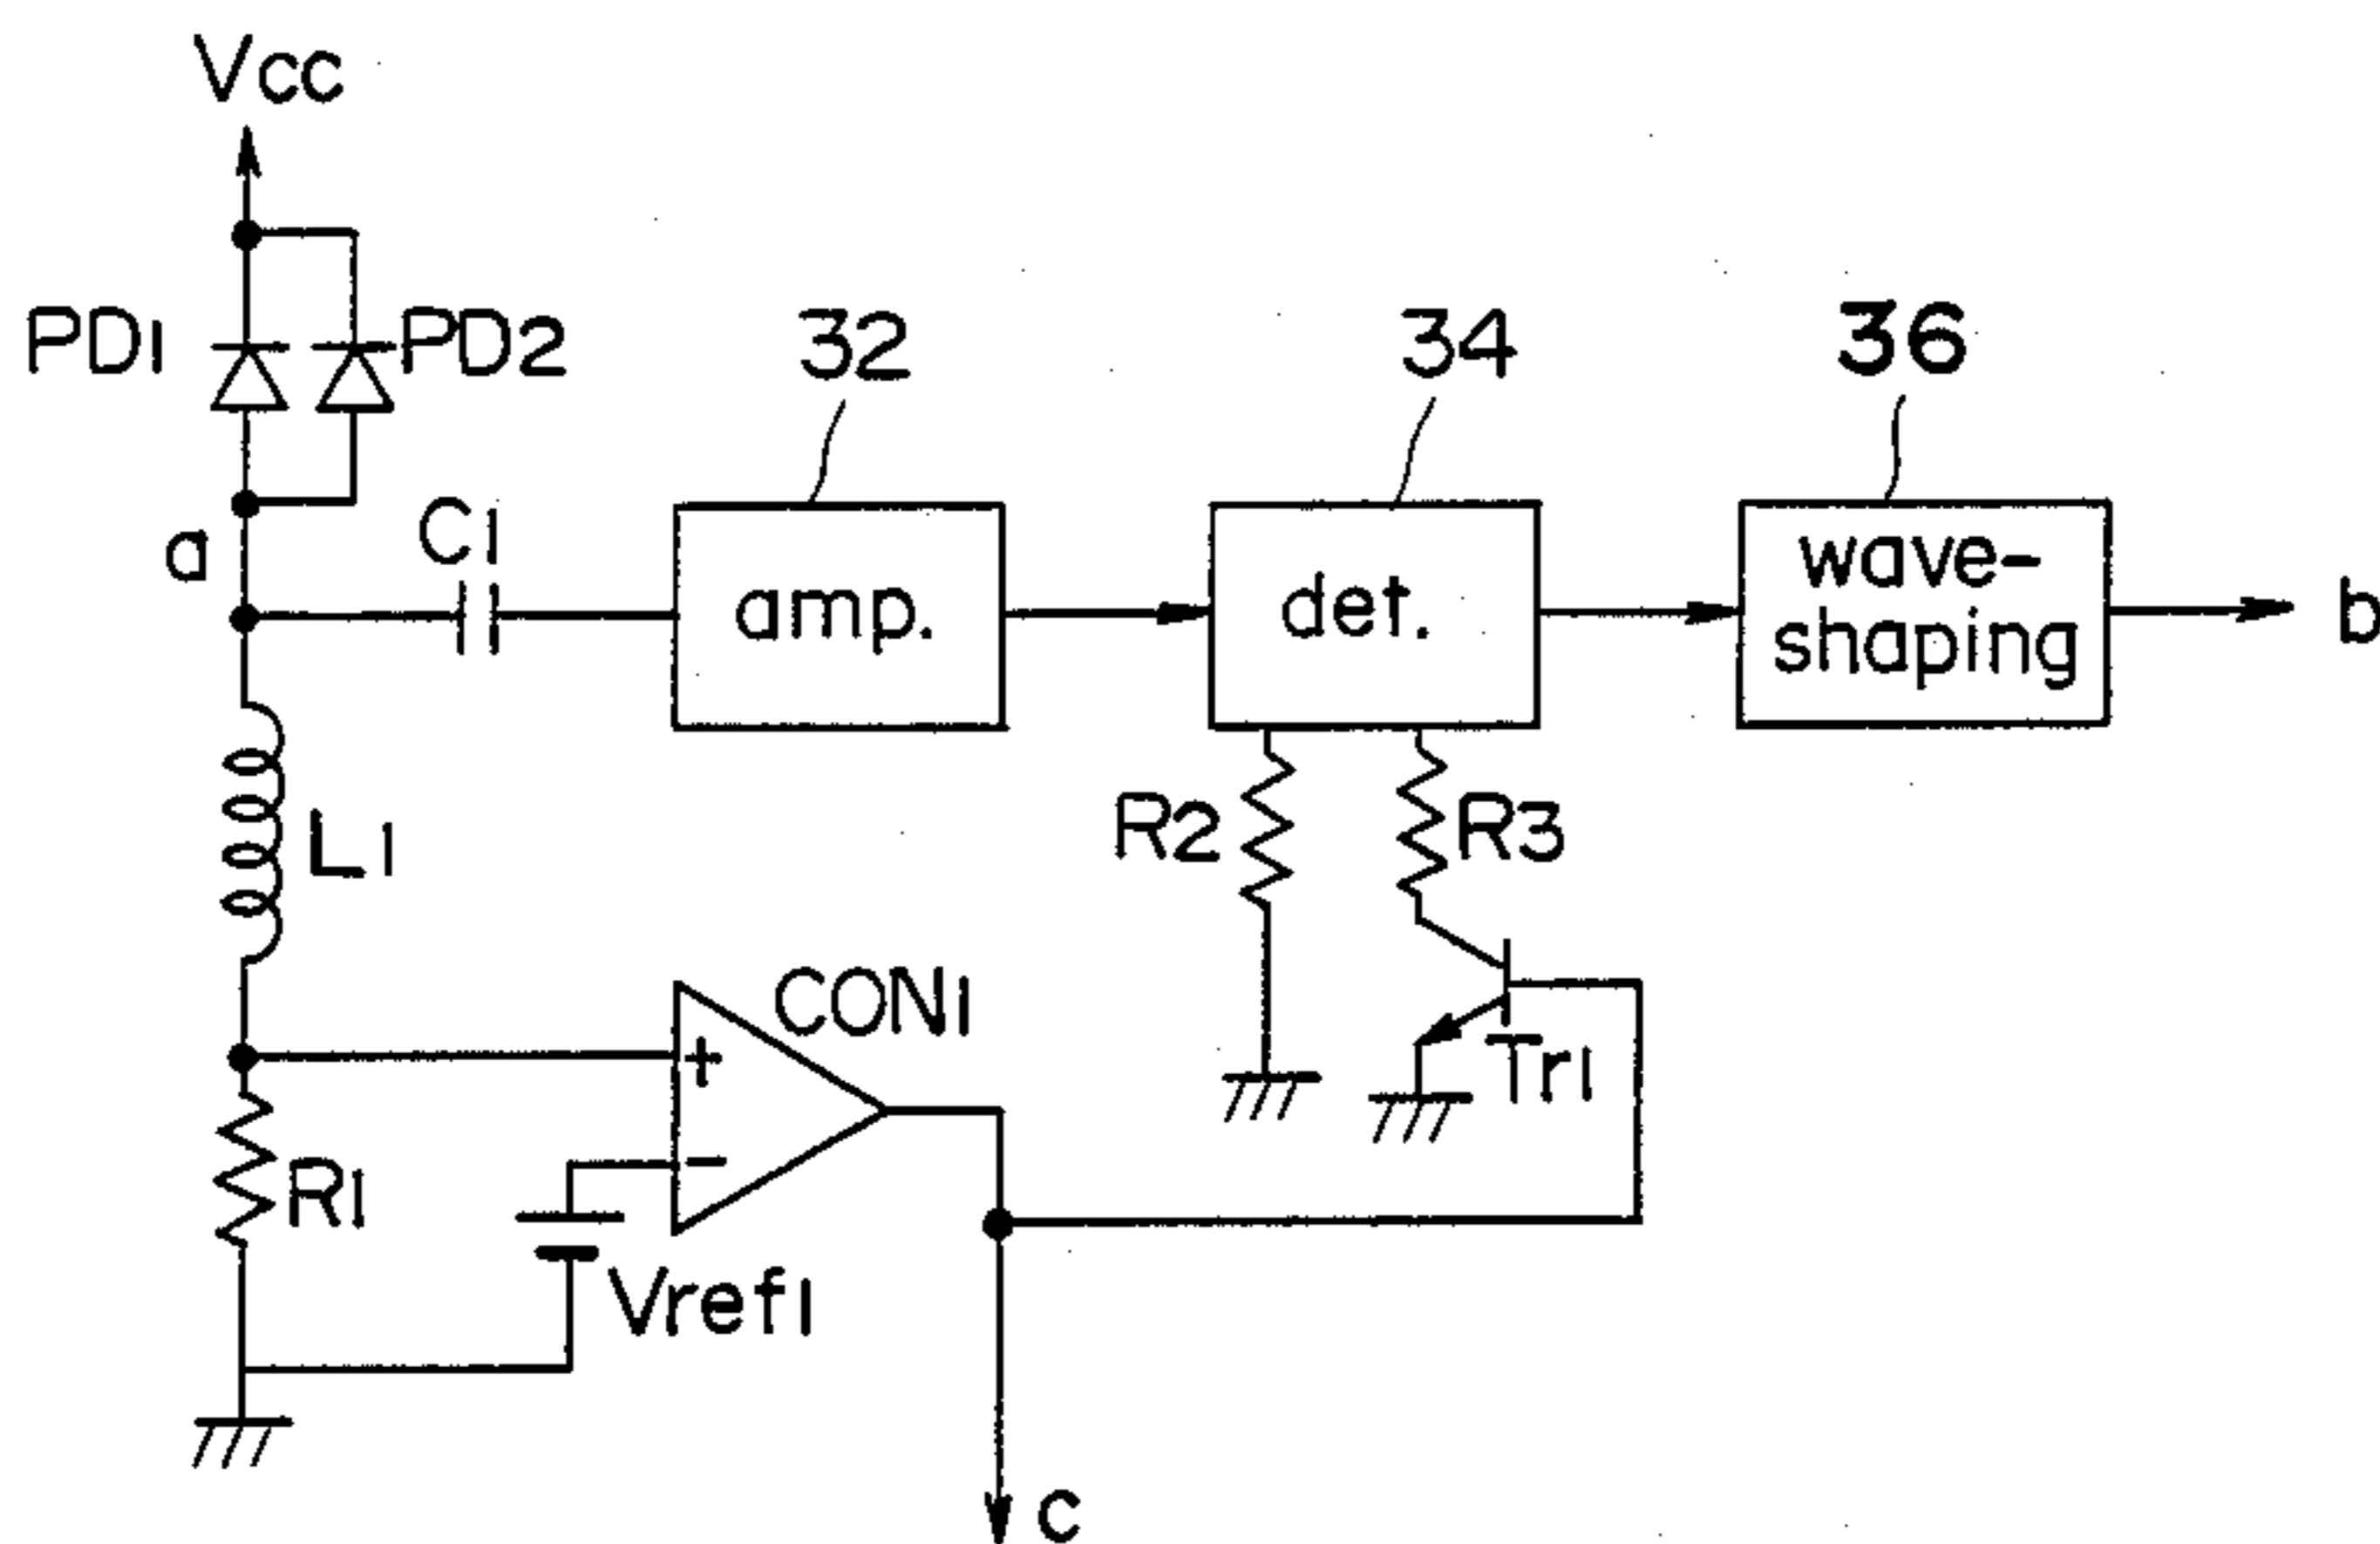 Vcc
PD1
PD2
32
34
36
a
C1
amp.
det.
wave-
shaping
b
L1
R2
R3
CON1
+
Tr1
−
R1
Vref1
c